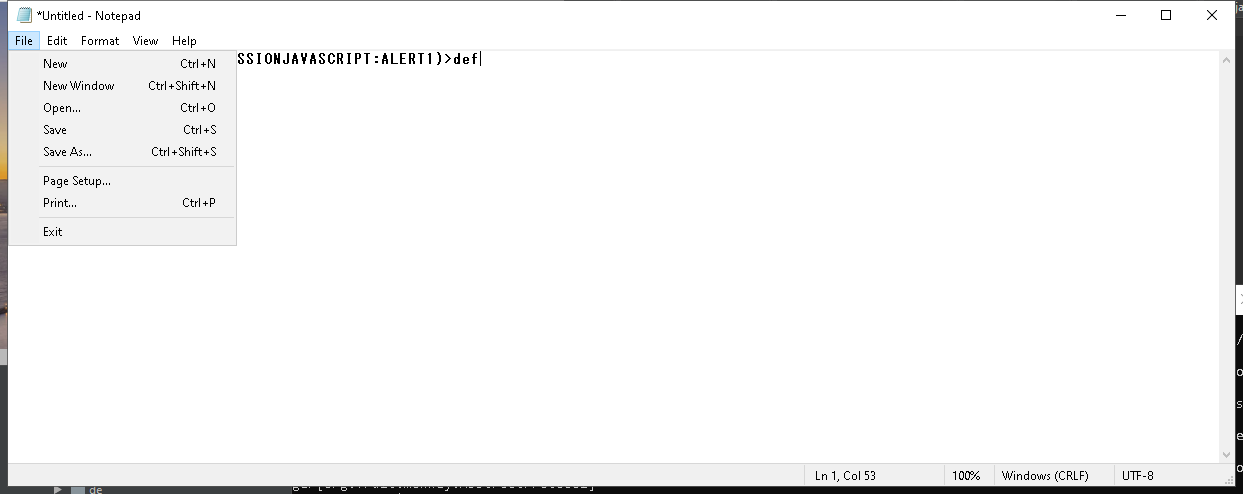 *Untitled - Notepad
File Edit Format View Help
SSIONJAVASCRIPT:ALERT1)>def
New Ctrl+N
New Window Ctrl+Shift+N
Open... Ctrl+O
Save Ctrl+S
Save As... Ctrl+Shift+S
Page Setup...
Print... Ctrl+P
Exit
Ln 1, Col 53 100% Windows (CRLF) UTF-8
de